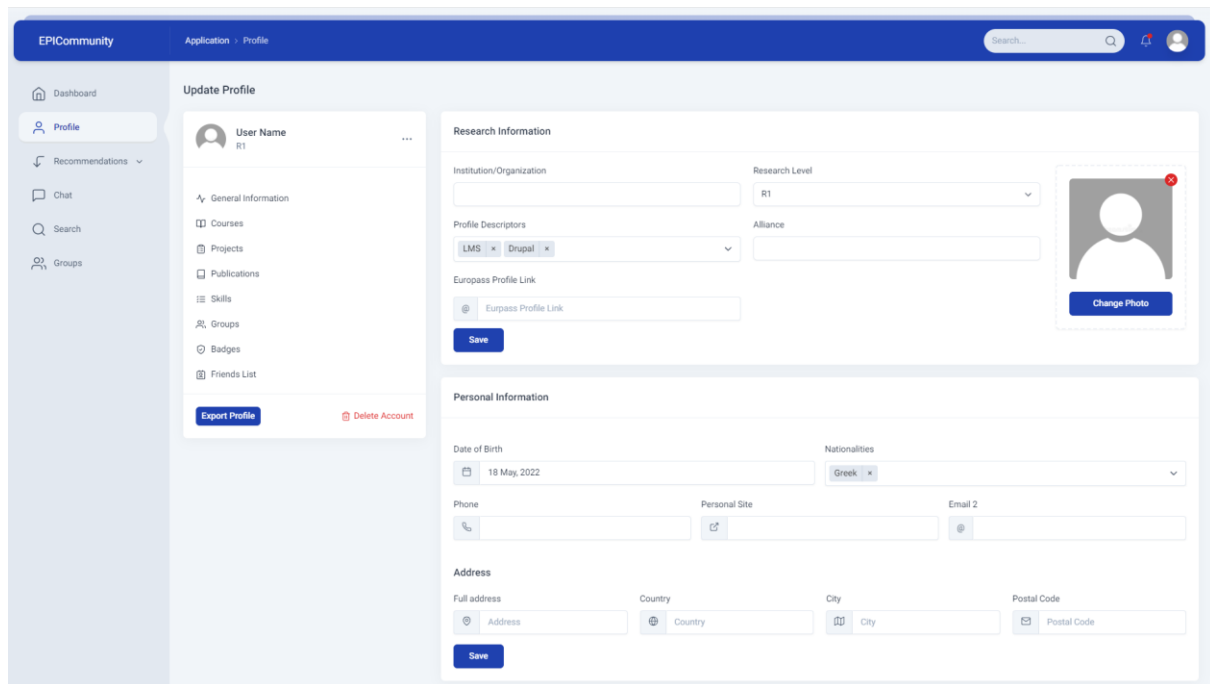 EPICommunity
Application > Profile
Search...
Dashboard
Profile
Recommendations
Chat
Search
Groups
Update Profile
User Name
R1
...
General Information
Courses
Projects
Publications
Skills
Groups
Badges
Friends List
Export Profile
Delete Account
Research Information
Institution/Organization
Research Level
R1
Profile Descriptors
LMS ×
Drupal ×
Alliance
Europass Profile Link
@ Eurpass Profile Link
Save
Change Photo
Personal Information
Date of Birth
Nationalities
18 May, 2022
Greek ×
Phone
Personal Site
Email 2
@
Address
Full address
Country
City
Postal Code
Address
Country
City
Postal Code
Save